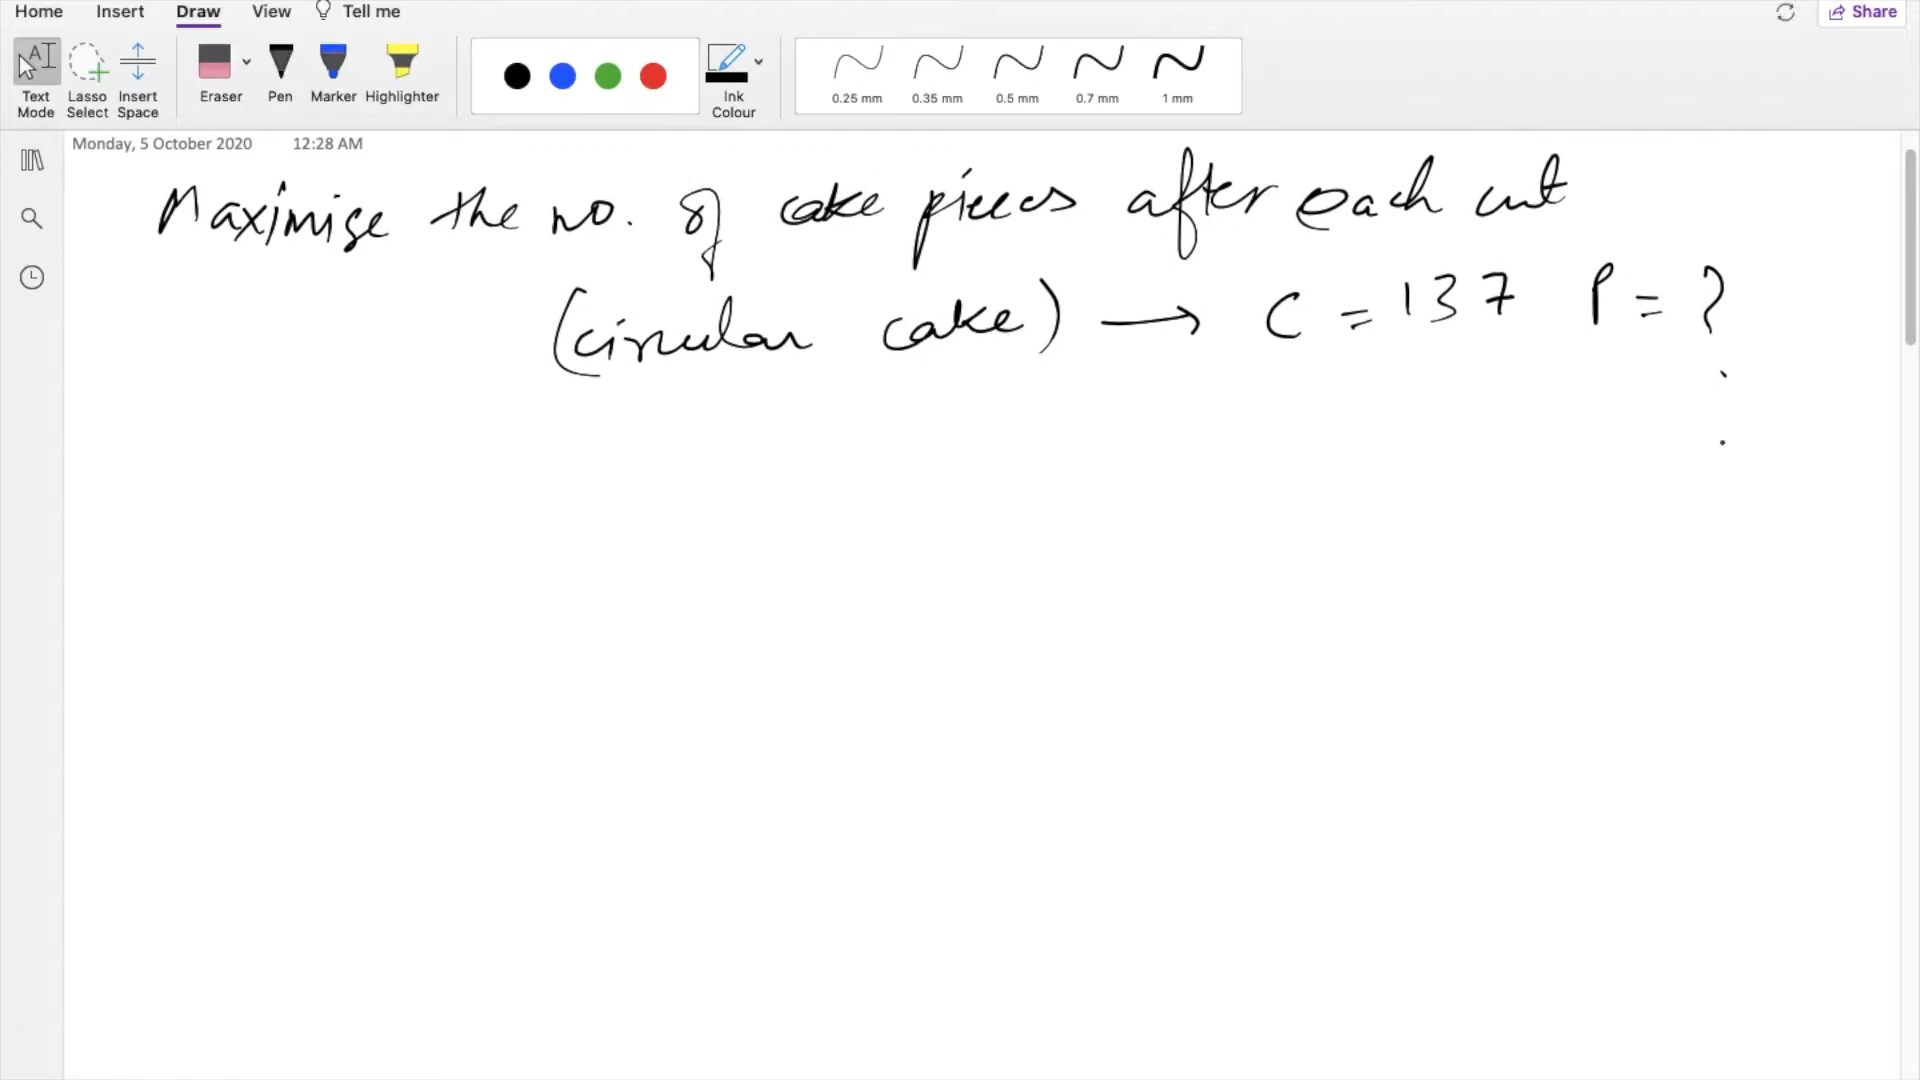 Home Insert Draw View Tell me
Share
Text Mode
Lasso Select
Insert Space
Eraser
Pen
Marker
Highlighter
Ink Colour
0.25 mm 0.35 mm 0.5 mm 0.7 mm 1 mm
Monday, 5 October 2020 12:28 AM
Maximise the no. of cake pieces after each cut
(circular cake) → C = 137 P = ?